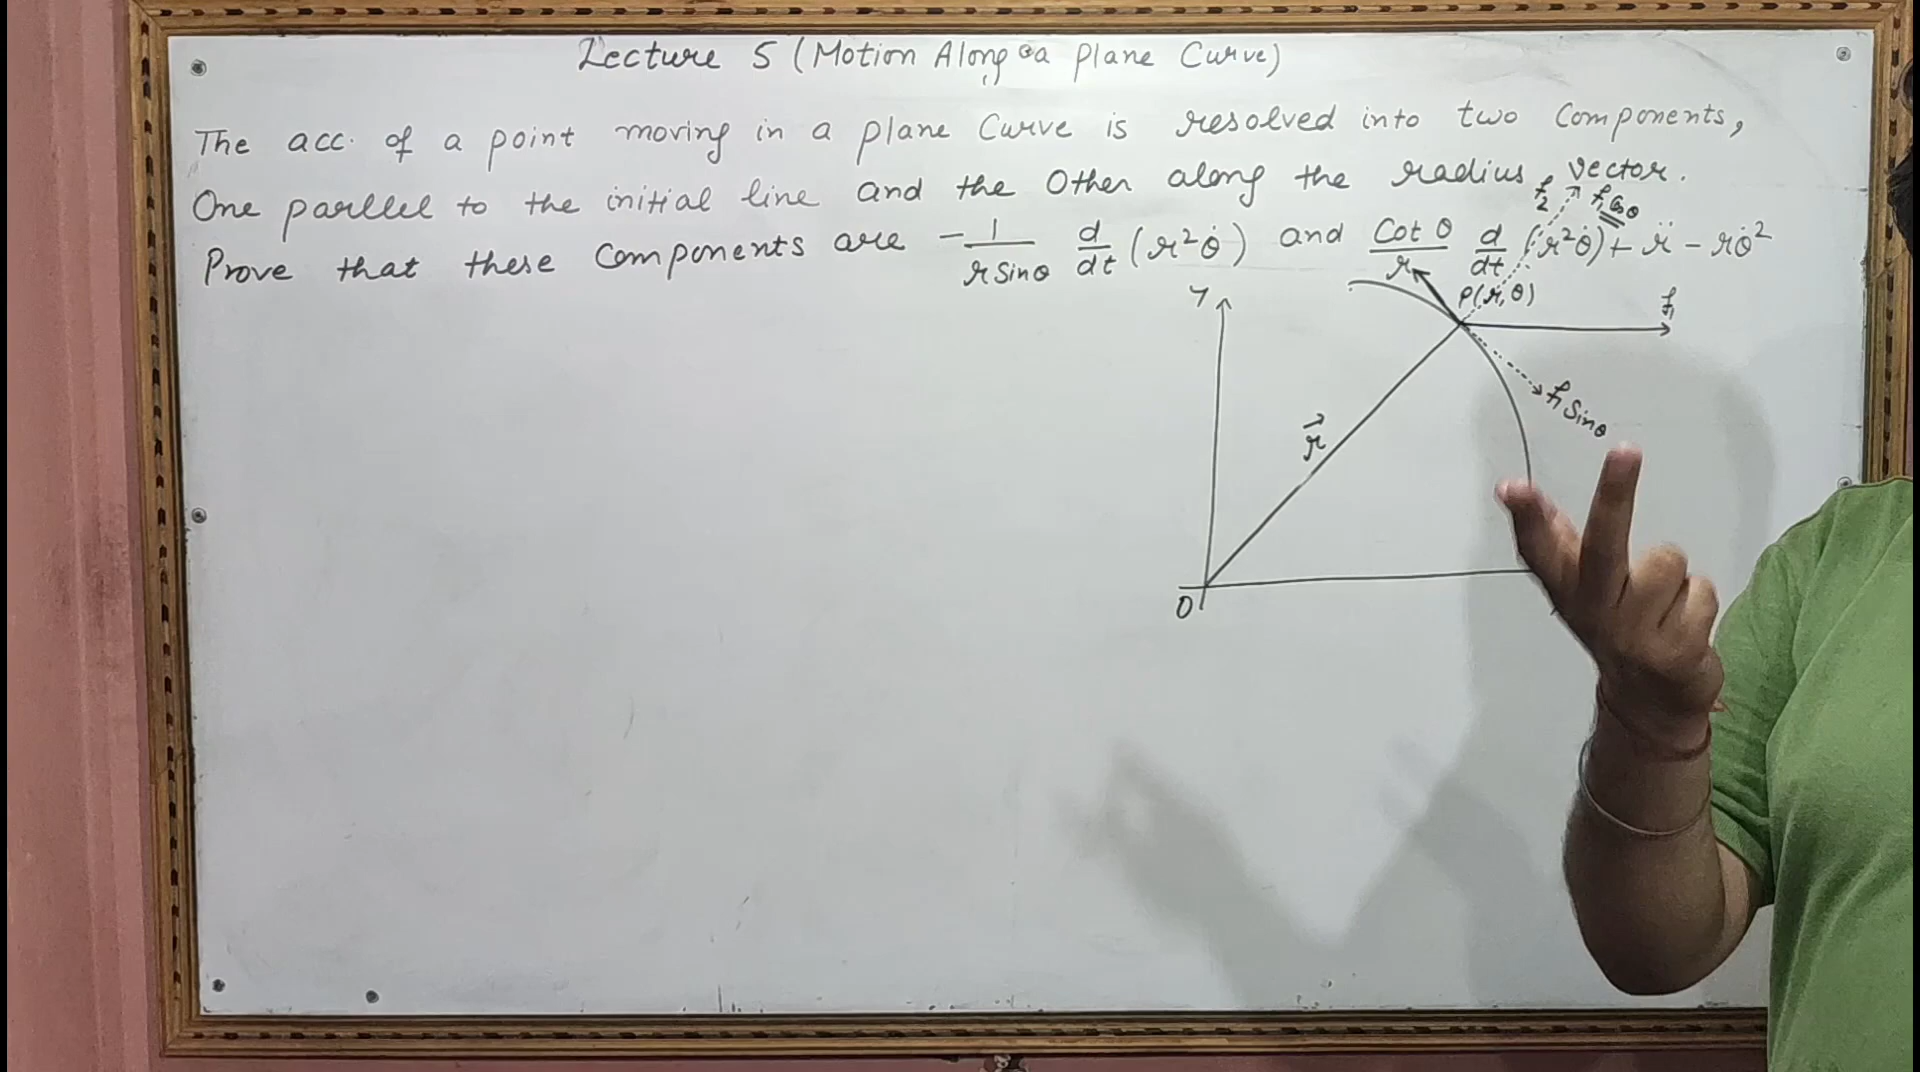 Lecture 5 (Motion Along a Plane Curve)
The acc. of a point moving in a plane Curve is resolved into two Components,
One parllel to the initial line and the Other along the radius vector.
Prove that these Components are -1/(r Sinθ) d/dt (r²θ̇) and Cot θ/r d/dt (r²θ̇) + r̈ - rθ̇²
f₂
f₁Cosθ
Y
P(r,θ)
f₁
f₁ Sinθ
r⃗
O